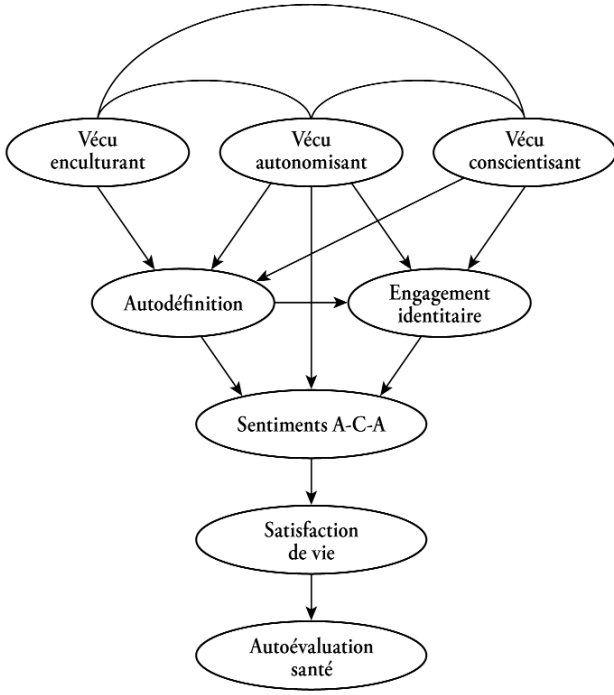 Vécu
enculturant
Vécu
autonomisant
Vécu
conscientisant
Autodéfinition
Engagement
identitaire
Sentiments A-C-A
Satisfaction
de vie
Autoévaluation
santé